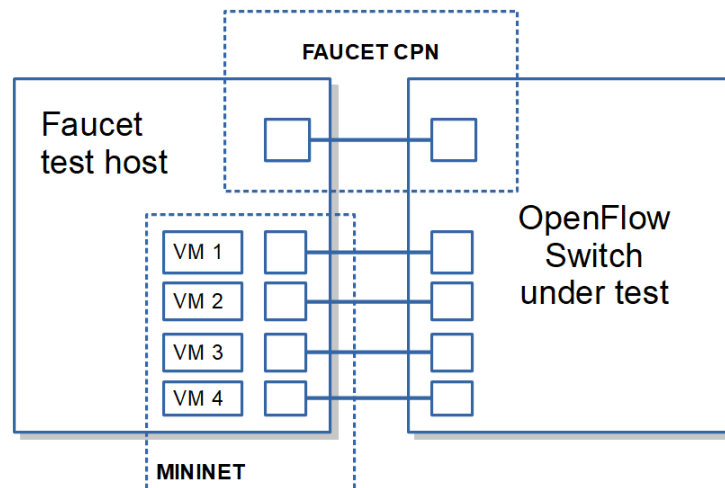 FAUCET CPN
Faucet
test host
OpenFlow
Switch
under test
VM 1
VM 2
VM 3
VM 4
MININET